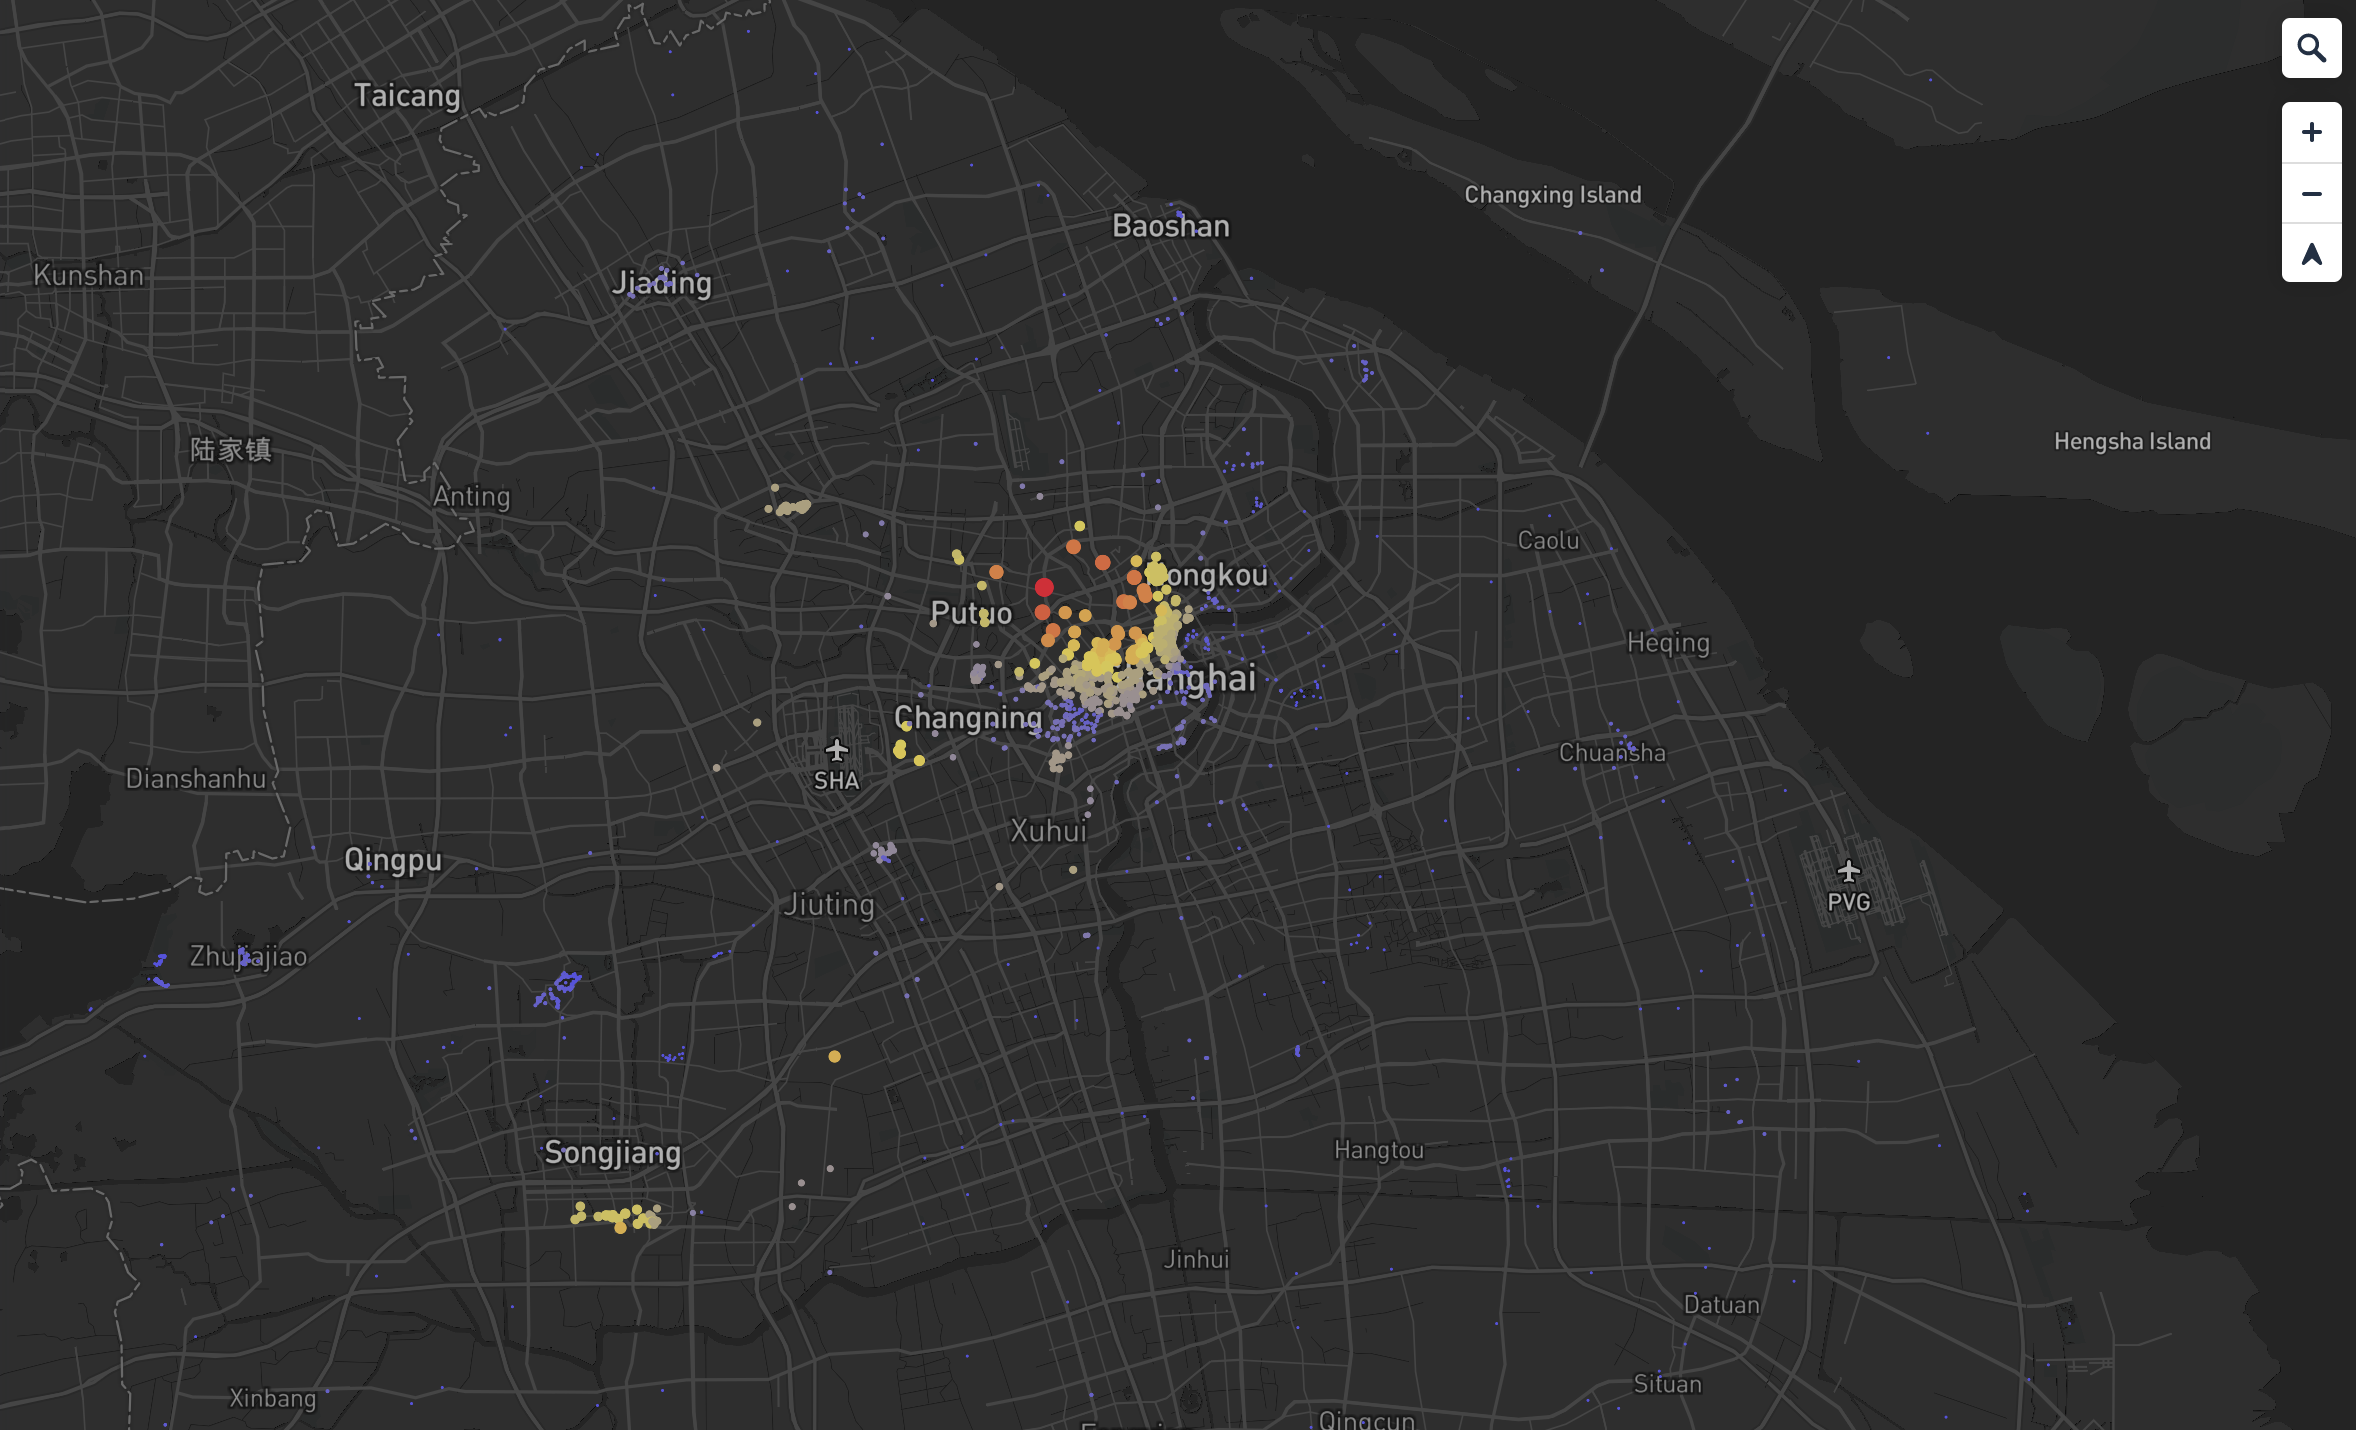 Taicang
Changxing Island
Baoshan
Kunshan
Jiading
陆家镇
Hengsha Island
Anting
Caolu
ongkou
Putuo
Heqing
anghai
Changning
SHA
Chuansha
Dianshanhu
Xuhui
Qingpu
PVG
Jiuting
Zhujiajiao
Songjiang
Hangtou
Jinhui
Datuan
Situan
Xinbang
Qingcun